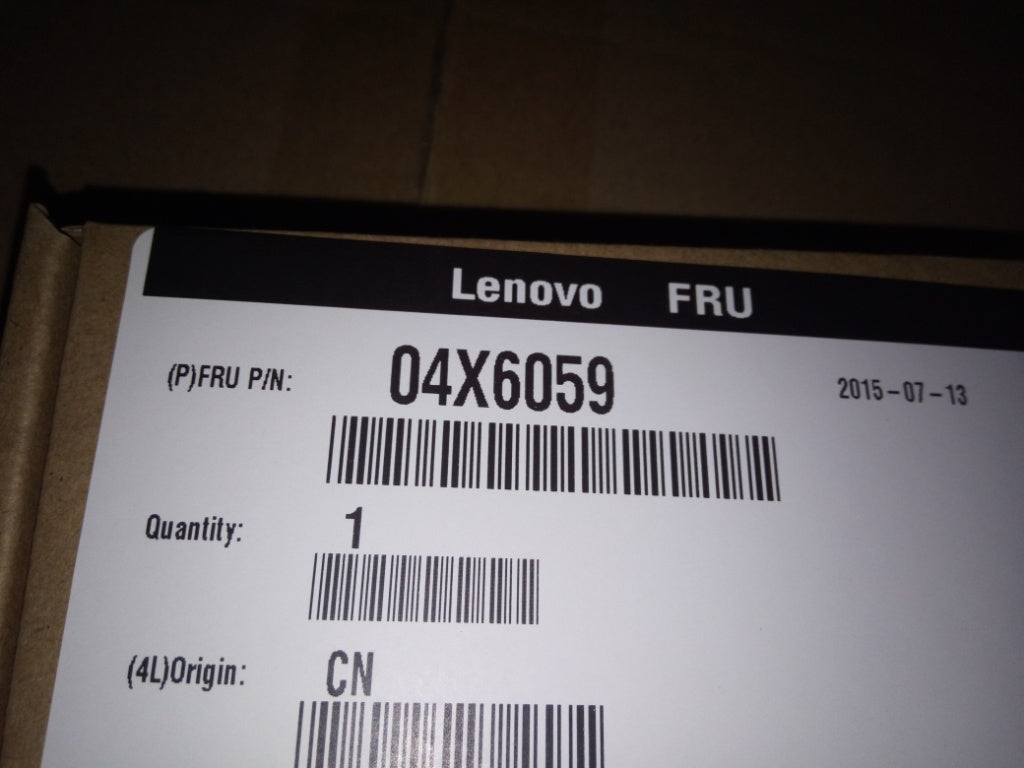 Lenovo FRU
(P)FRU P/N: 04X6059 2015-07-13
Quantity: 1
(4L)Origin: CN